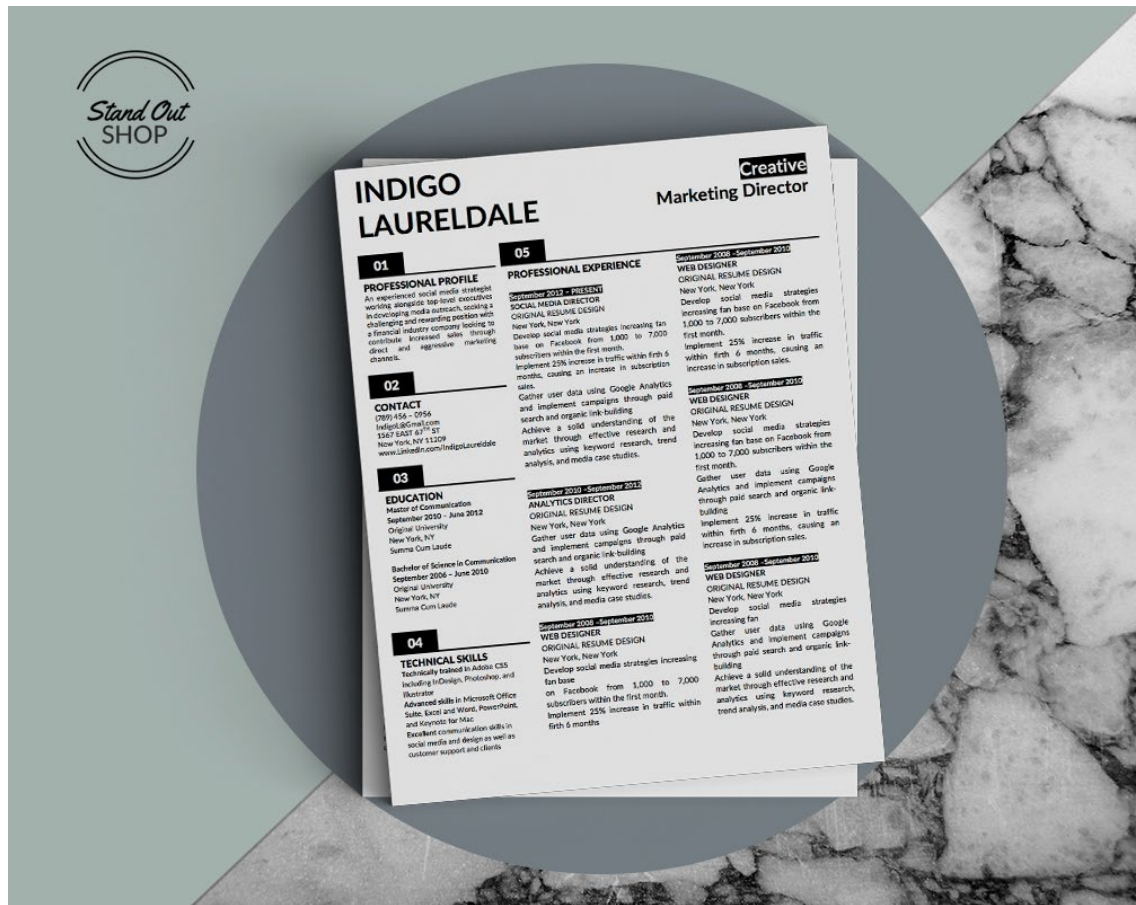 Stand Out
SHOP
INDIGO
LAURELDALE
Creative
Marketing Director
01
PROFESSIONAL PROFILE
An experienced social media strategist
working alongside top-level executives
in developing media outreach, seeking a
challenging and rewarding position with
a financial industry company looking to
contribute increased sales through
direct and aggressive marketing
channels.
02
CONTACT
(789) 456 – 0956
IndigoL@Gmail.com
1567 EAST 67TH ST
New York, NY 11209
www.LinkedIn.com/IndigoLaureldale
03
EDUCATION
Master of Communication
September 2010 – June 2012
Original University
New York, NY
Summa Cum Laude
Bachelor of Science in Communication
September 2006 – June 2010
Original University
New York, NY
Summa Cum Laude
04
TECHNICAL SKILLS
Technically trained in Adobe CS5
including InDesign, Photoshop, and
Illustrator
Advanced skills in Microsoft Office
Suite, Excel and Word, PowerPoint,
and Keynote for Mac
Excellent communication skills in
social media and design as well as
customer support and clients
05
PROFESSIONAL EXPERIENCE
September 2012 – PRESENT
SOCIAL MEDIA DIRECTOR
ORIGINAL RESUME DESIGN
New York, New York
Develop social media strategies increasing fan
base on Facebook from 1,000 to 7,000
subscribers within the first month.
Implement 25% increase in traffic within firth 6
months, causing an increase in subscription
sales.
Gather user data using Google Analytics
and implement campaigns through paid
search and organic link-building
Achieve a solid understanding of the
market through effective research and
analytics using keyword research, trend
analysis, and media case studies.
September 2010 –September 2012
ANALYTICS DIRECTOR
ORIGINAL RESUME DESIGN
New York, New York
Gather user data using Google Analytics
and implement campaigns through paid
search and organic link-building
Achieve a solid understanding of the
market through effective research and
analytics using keyword research, trend
analysis, and media case studies.
September 2008 –September 2010
WEB DESIGNER
ORIGINAL RESUME DESIGN
New York, New York
Develop social media strategies increasing
fan base
on Facebook from 1,000 to 7,000
subscribers within the first month.
Implement 25% increase in traffic within
firth 6 months
September 2008 –September 2010
WEB DESIGNER
ORIGINAL RESUME DESIGN
New York, New York
Develop social media strategies
increasing fan base on Facebook from
1,000 to 7,000 subscribers within the
first month.
Implement 25% increase in traffic
within firth 6 months, causing an
increase in subscription sales.
September 2008 –September 2010
WEB DESIGNER
ORIGINAL RESUME DESIGN
New York, New York
Develop social media strategies
increasing fan base on Facebook from
1,000 to 7,000 subscribers within the
first month.
Gather user data using Google
Analytics and implement campaigns
through paid search and organic link-
building
Implement 25% increase in traffic
within firth 6 months, causing an
increase in subscription sales.
September 2008 –September 2010
WEB DESIGNER
ORIGINAL RESUME DESIGN
New York, New York
Develop social media strategies
increasing fan
Gather user data using Google
Analytics and implement campaigns
through paid search and organic link-
building
Achieve a solid understanding of the
market through effective research and
analytics using keyword research,
trend analysis, and media case studies.